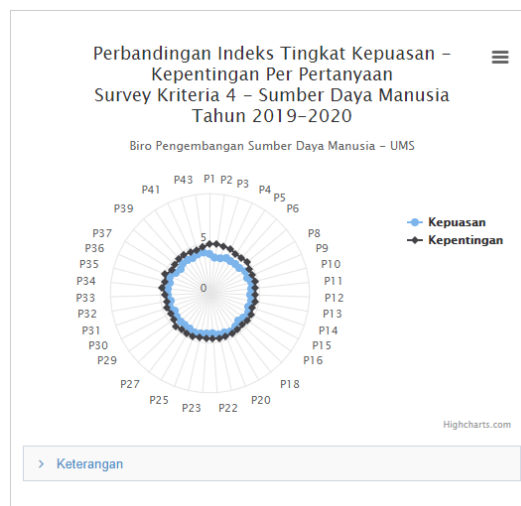 Perbandingan Indeks Tingkat Kepuasan –
Kepentingan Per Pertanyaan
Survey Kriteria 4 – Sumber Daya Manusia
Tahun 2019–2020
Biro Pengembangan Sumber Daya Manusia – UMS
P41 P43 P1 P2 P3 P4 P5
P39 P6
P37 P8
P36 P9
P35 P10
P34 P11
P33 P12
P32 P13
P31 P14
P30 P15
P29 P16
P27 P18
P25 P20
P23 P22
5
0
Kepuasan
Kepentingan
Highcharts.com
Keterangan